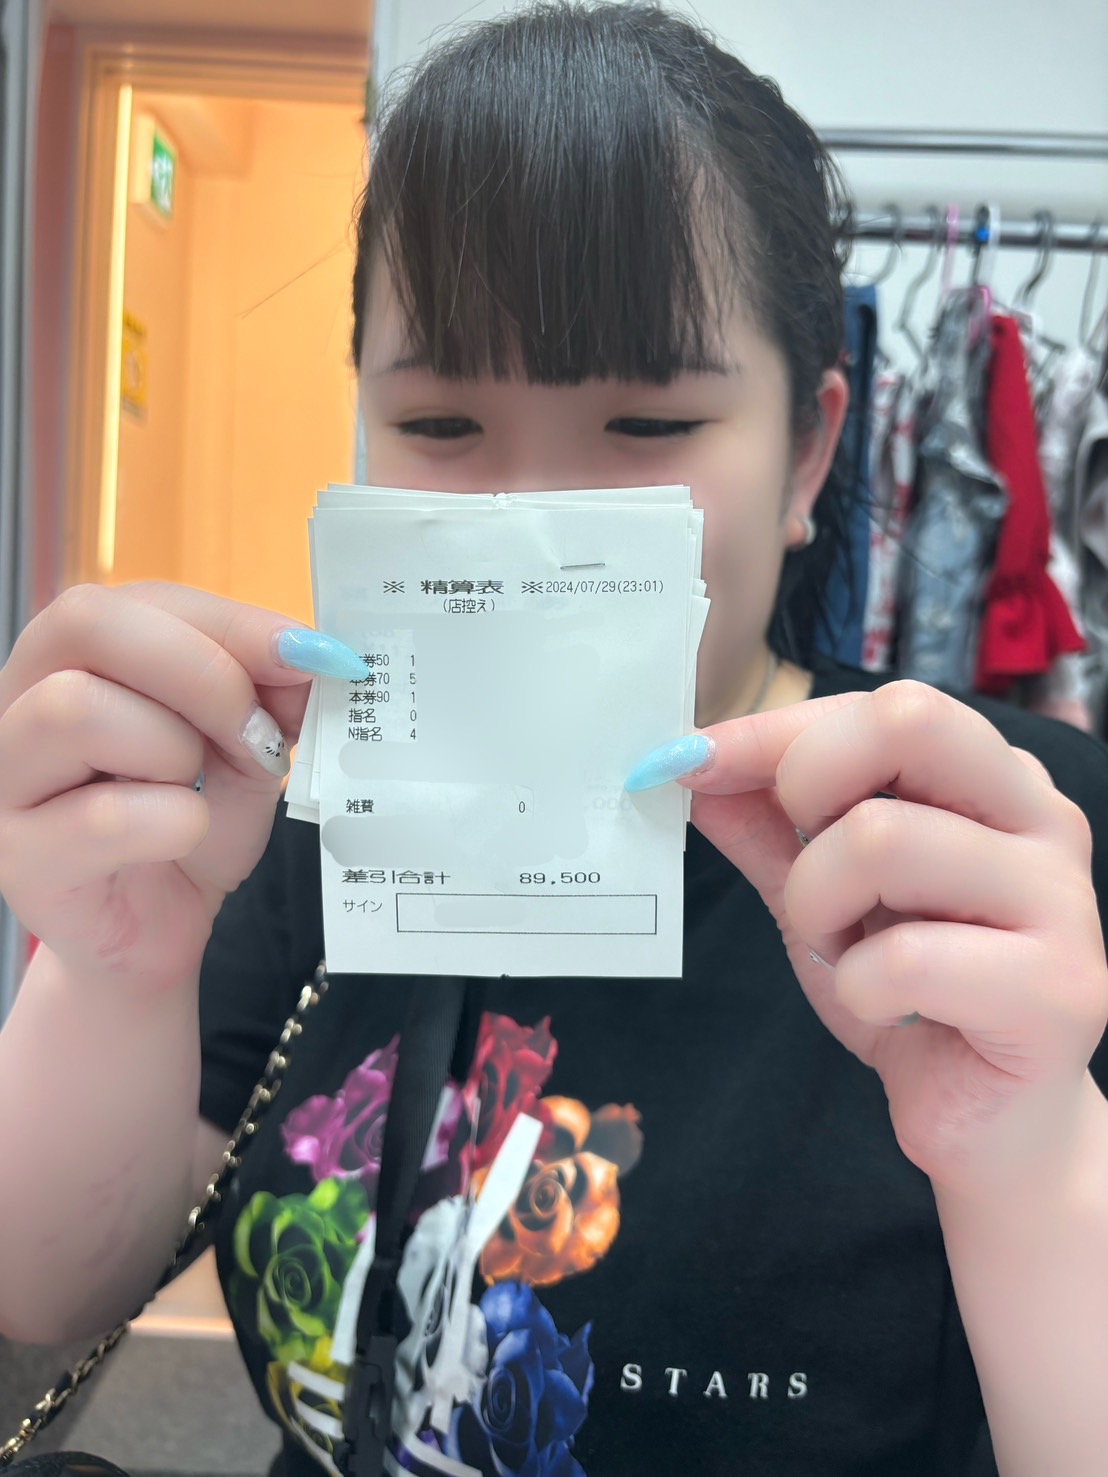 ※ 精算表 ※2024/07/29(23:01)
(店控え)
券50 1
本券70 5
本券90 1
指名 0
N指名 4
雑費 0
差引合計 89,500
サイン
STARS